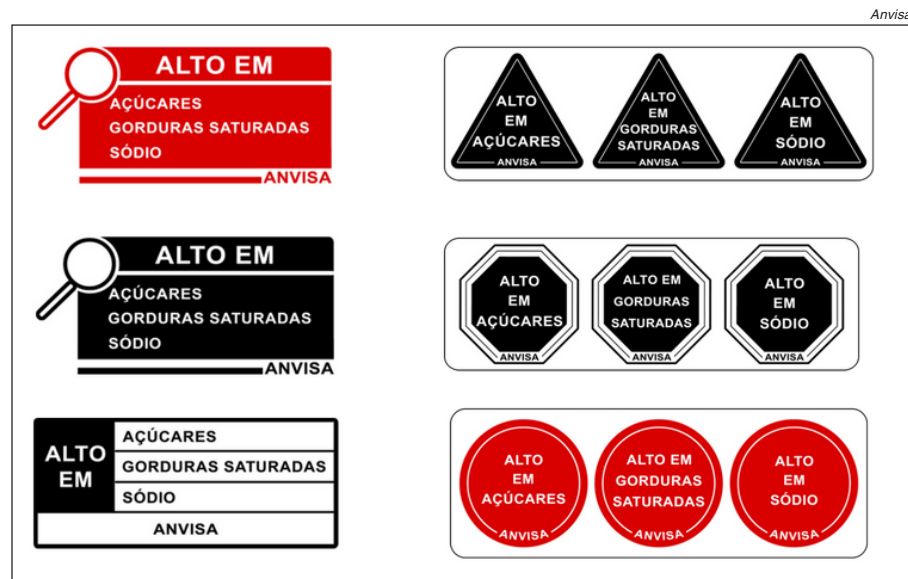 Anvisa
ALTO EM
AÇÚCARES
GORDURAS SATURADAS
SÓDIO
ANVISA
ALTO
EM
AÇÚCARES
ANVISA
ALTO
EM
GORDURAS
SATURADAS
ANVISA
ALTO
EM
SÓDIO
ANVISA
ALTO EM
AÇÚCARES
GORDURAS SATURADAS
SÓDIO
ANVISA
ALTO
EM
AÇÚCARES
ANVISA
ALTO EM
GORDURAS
SATURADAS
ANVISA
ALTO
EM
SÓDIO
ANVISA
ALTO
EM
AÇÚCARES
GORDURAS SATURADAS
SÓDIO
ANVISA
ALTO
EM
AÇÚCARES
ANVISA
ALTO EM
GORDURAS
SATURADAS
ANVISA
ALTO
EM
SÓDIO
ANVISA